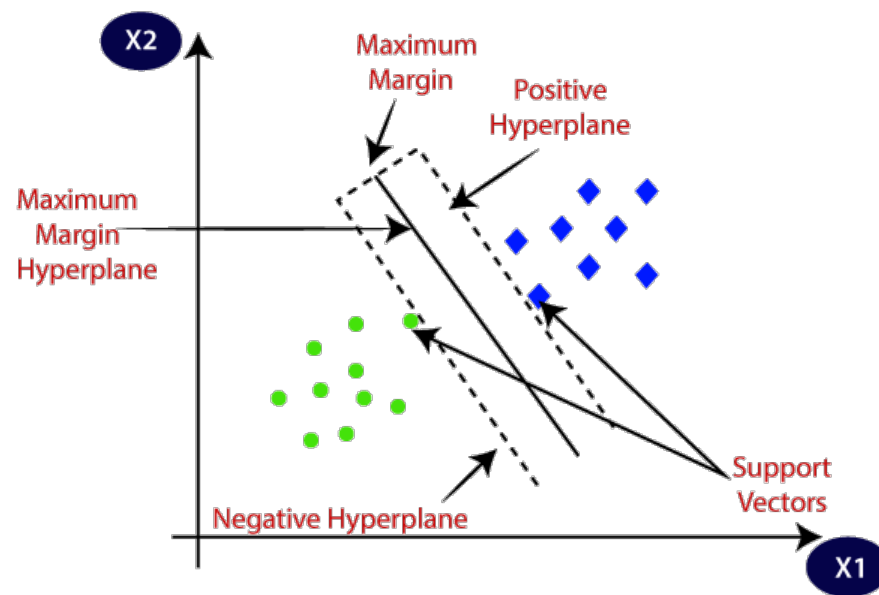 X2
Maximum
Margin
Positive
Hyperplane
Maximum
Margin
Hyperplane
Support
Vectors
Negative Hyperplane
X1